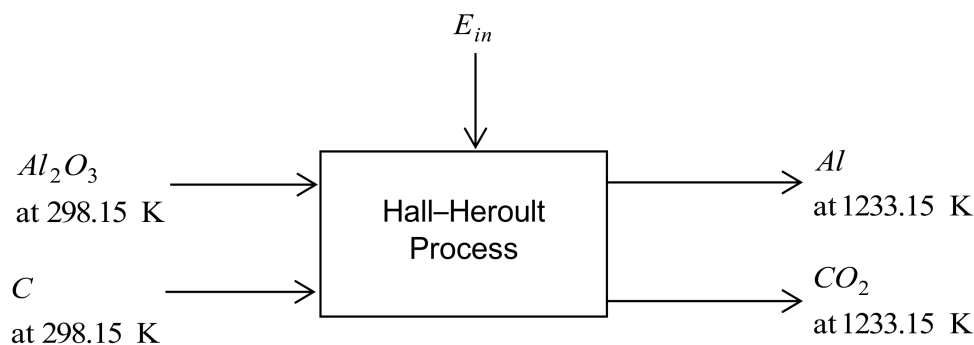 E_in
Al₂O₃
at 298.15 K
Hall–Heroult
Process
Al
at 1233.15 K
C
at 298.15 K
CO₂
at 1233.15 K